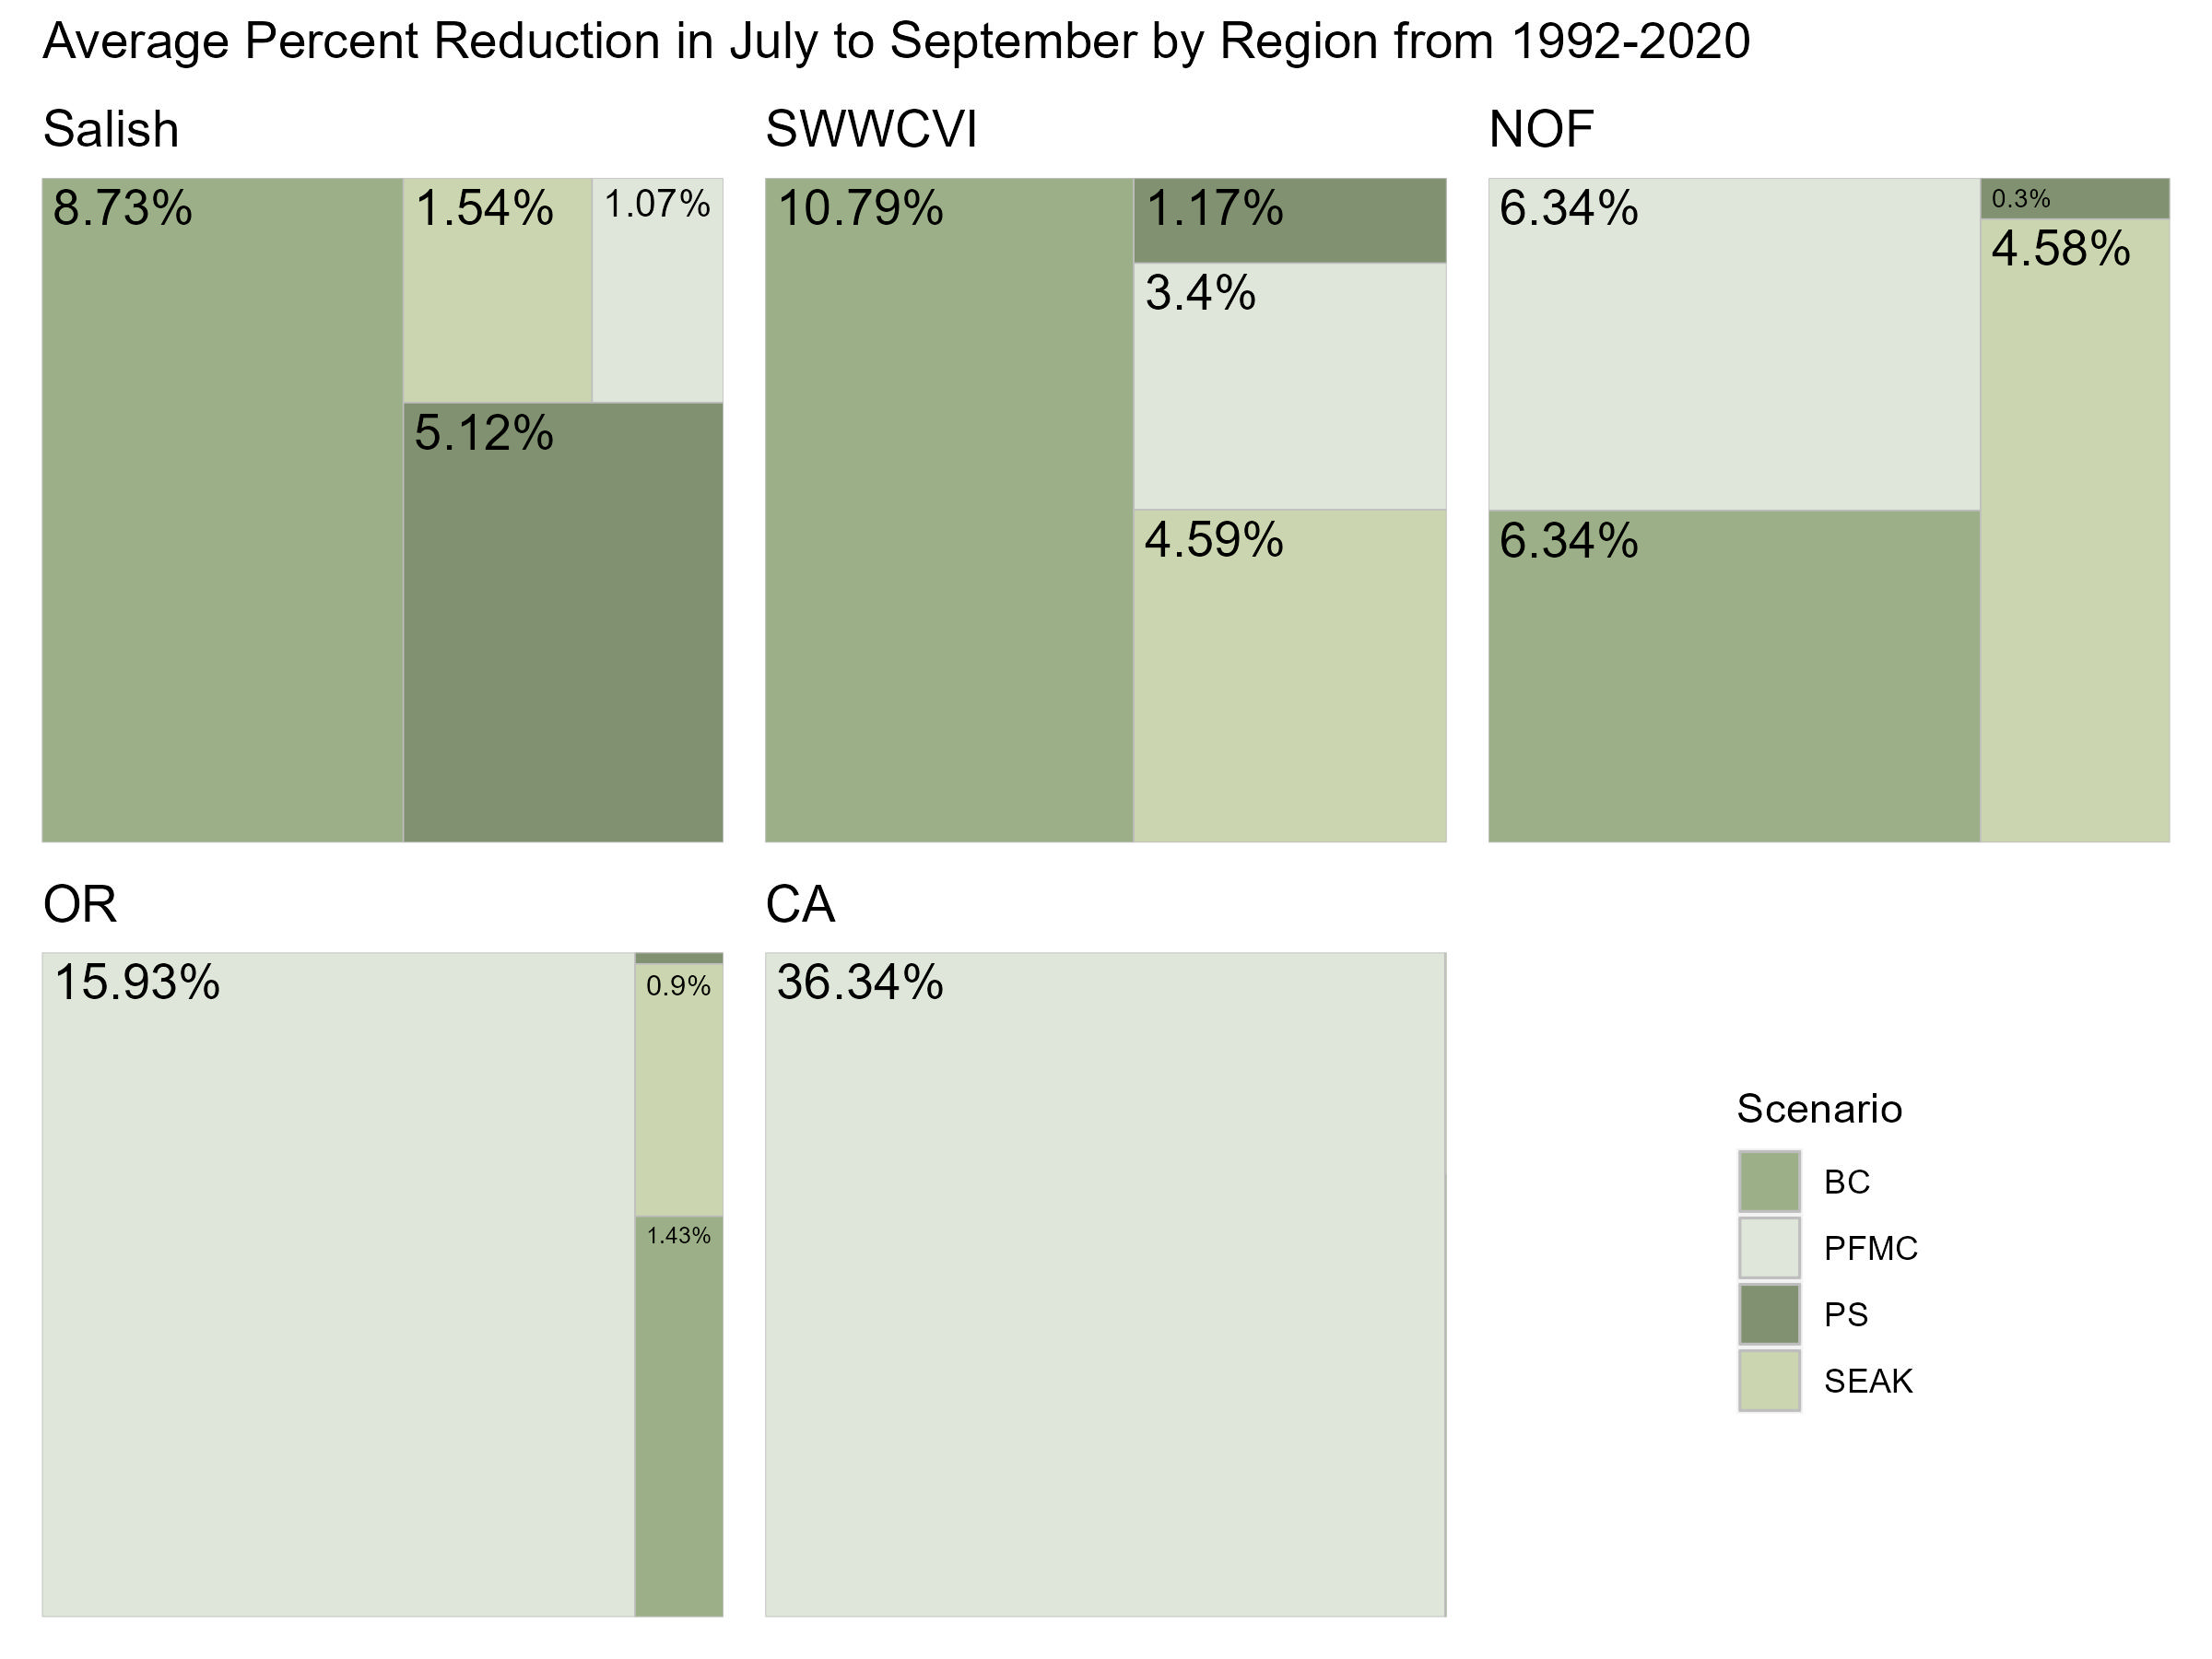 Average Percent Reduction in July to September by Region from 1992-2020
Salish
8.73%
1.54%
1.07%
5.12%
SWWCVI
10.79%
1.17%
3.4%
4.59%
NOF
6.34%
0.3%
4.58%
6.34%
OR
15.93%
0.9%
1.43%
CA
36.34%
Scenario
BC
PFMC
PS
SEAK